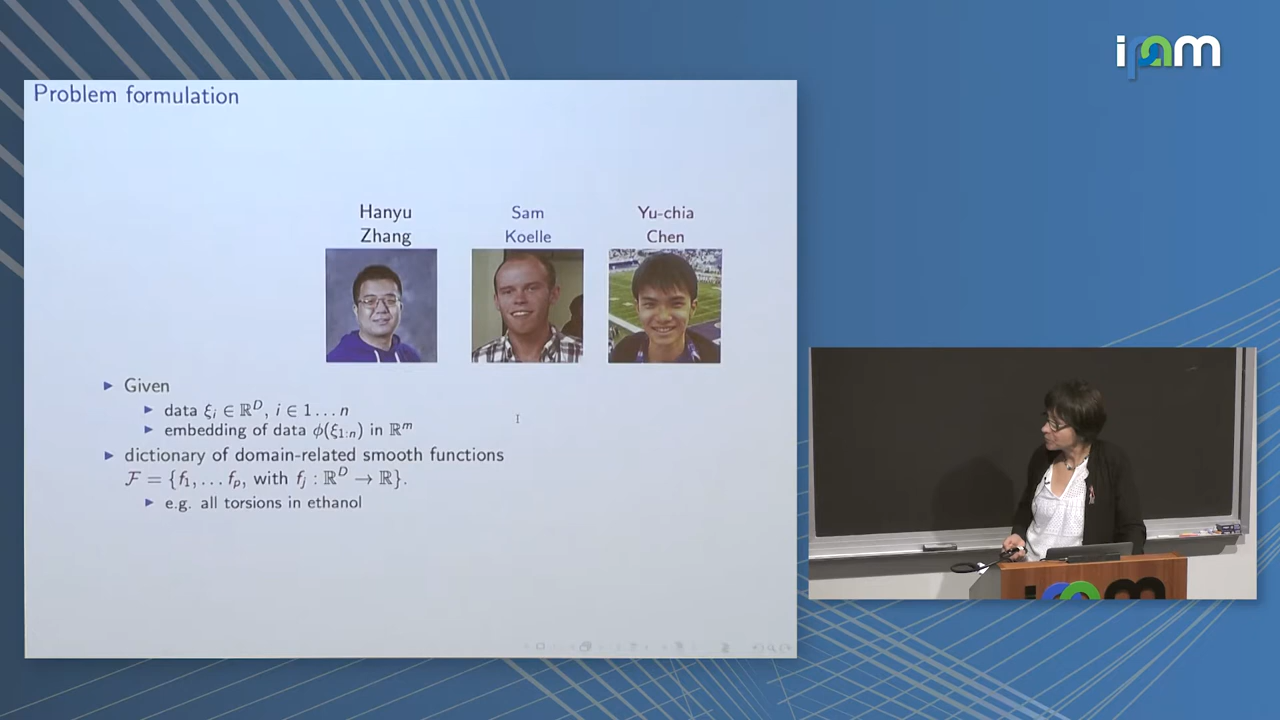 ipam
Problem formulation
Hanyu Zhang
Sam Koelle
Yu-chia Chen
▶ Given
▶ data ξᵢ ∈ ℝᴰ, i ∈ 1 . . . n
▶ embedding of data ϕ(ξ₁:ₙ) in ℝᵐ
▶ dictionary of domain-related smooth functions
ℱ = {f₁, . . . fₚ, with fⱼ : ℝᴰ → ℝ}.
▶ e.g. all torsions in ethanol
ipam